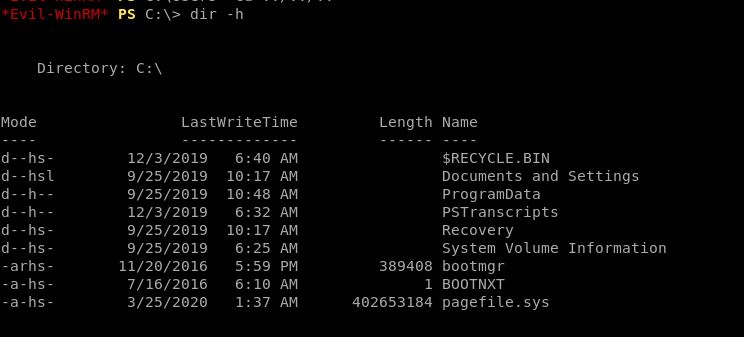 *Evil-WinRM* PS C:\> dir -h
Directory: C:\
Mode LastWriteTime Length Name
---- ------------- ------ ----
d--hs- 12/3/2019 6:40 AM $RECYCLE.BIN
d--hsl 9/25/2019 10:17 AM Documents and Settings
d--h-- 9/25/2019 10:48 AM ProgramData
d--h-- 12/3/2019 6:32 AM PSTranscripts
d--hs- 9/25/2019 10:17 AM Recovery
d--hs- 9/25/2019 6:25 AM System Volume Information
-arhs- 11/20/2016 5:59 PM 389408 bootmgr
-a-hs- 7/16/2016 6:10 AM 1 BOOTNXT
-a-hs- 3/25/2020 1:37 AM 402653184 pagefile.sys